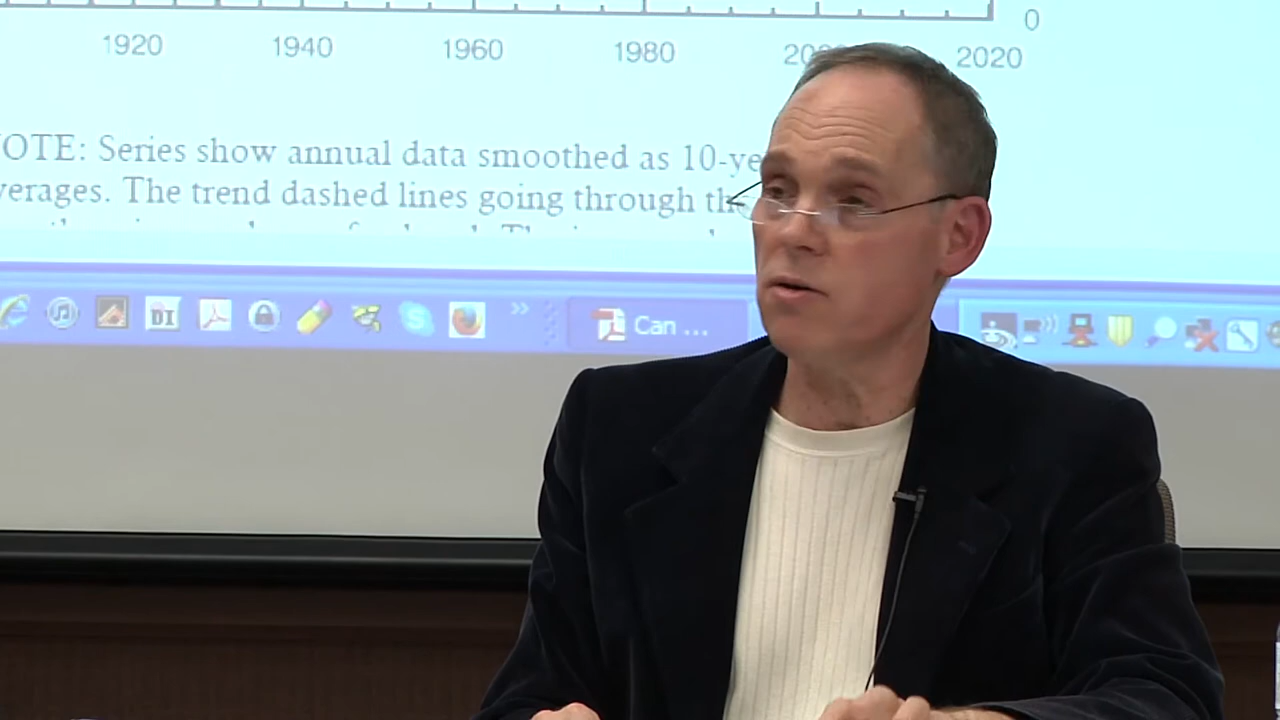 0
1920 1940 1960 1980 2020
OTE: Series show annual data smoothed as 10-ye
verages. The trend dashed lines going through
DI Can ...